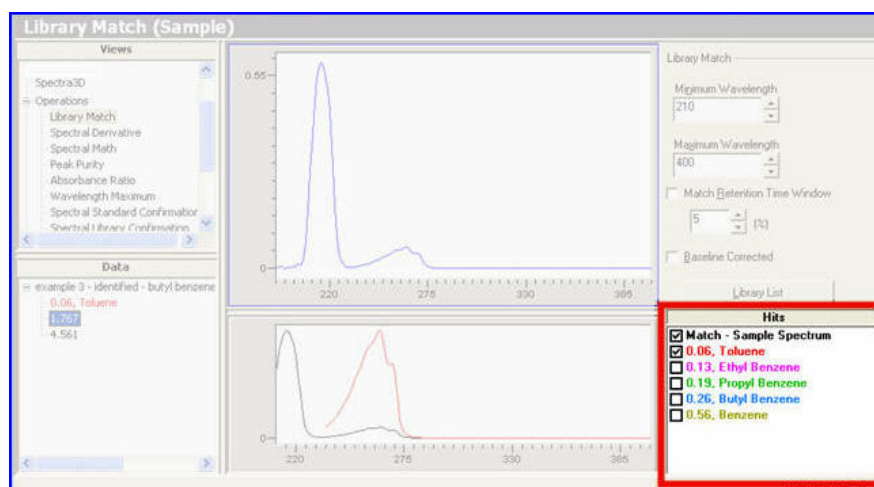 Library Match (Sample)
Views
Spectra3D
Operations
Library Match
Spectral Derivative
Spectral Math
Peak Purity
Absorbance Ratio
Wavelength Maximum
Spectral Standard Confirmation
Spectral Library Confirmation
Data
example 3 - identified - butyl benzene
0.06, Toluene
1.767
4.561
0.55
0
220
275
330
385
0
220
275
330
385
Library Match
Minimum Wavelength
210
Maximum Wavelength
400
Match Retention Time Window
5 (%)
Baseline Corrected
Library List
Hits
Match - Sample Spectrum
0.06, Toluene
0.13, Ethyl Benzene
0.19, Propyl Benzene
0.26, Butyl Benzene
0.56, Benzene